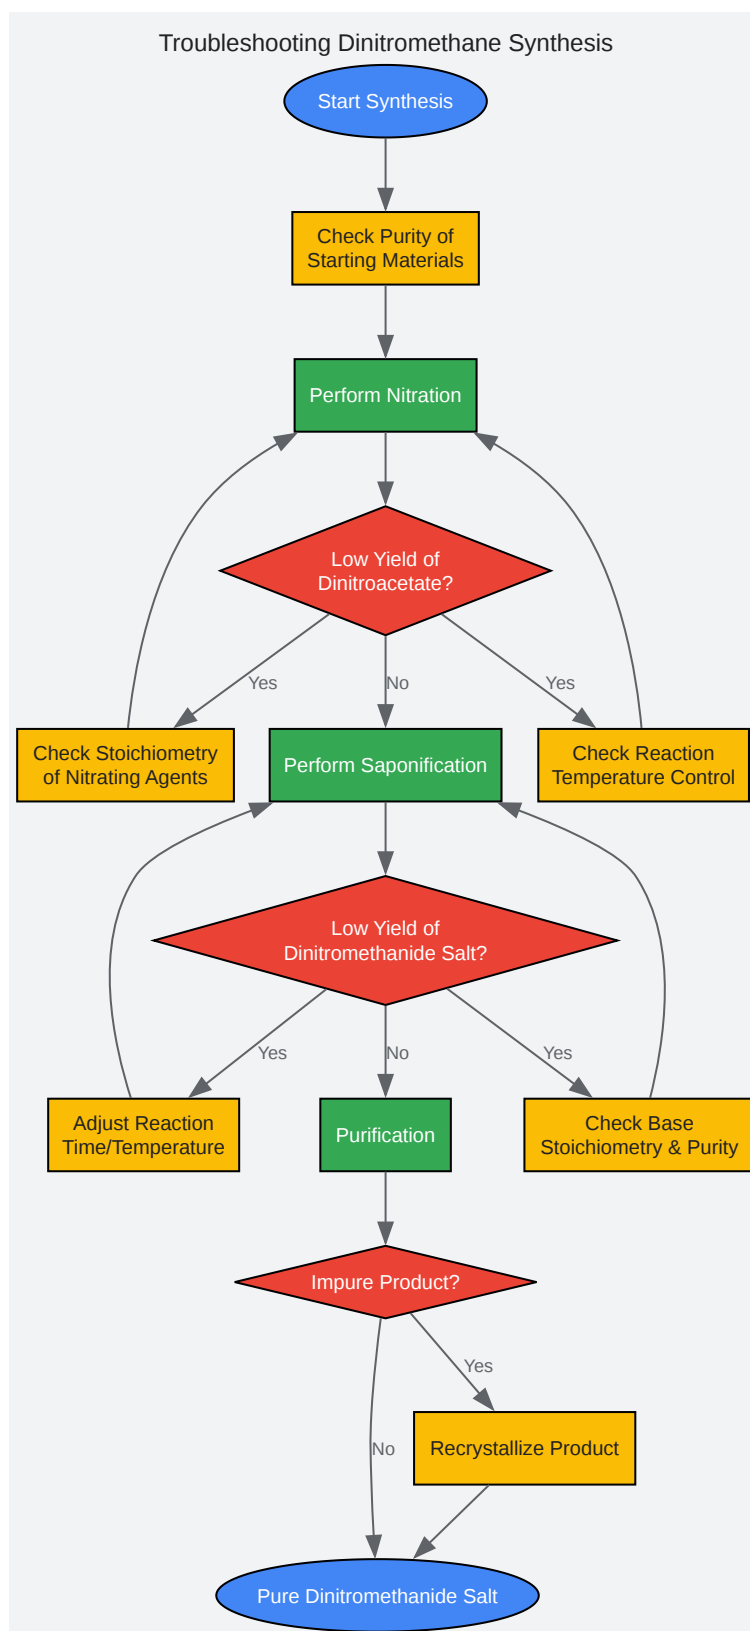 Troubleshooting Dinitromethane Synthesis
Start Synthesis
Check Purity of
Starting Materials
Perform Nitration
Low Yield of
Dinitroacetate?
Yes
No
Yes
Check Stoichiometry
of Nitrating Agents
Perform Saponification
Check Reaction
Temperature Control
Low Yield of
Dinitromethanide Salt?
Yes
No
Yes
Adjust Reaction
Time/Temperature
Purification
Check Base
Stoichiometry & Purity
Impure Product?
Yes
No
Recrystallize Product
Pure Dinitromethanide Salt